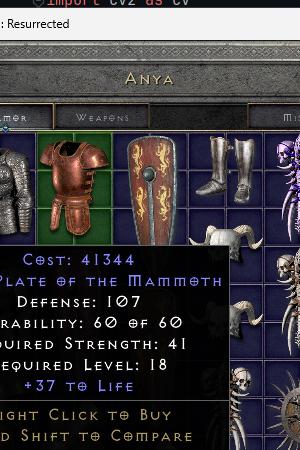 import cv2 as cv
: Resurrected
Anya
Weapons
Cost: 41344
Plate of the Mammoth
Defense: 107
rability: 60 of 60
quired Strength: 41
equired Level: 18
+37 to Life
ight Click to Buy
d Shift to Compare